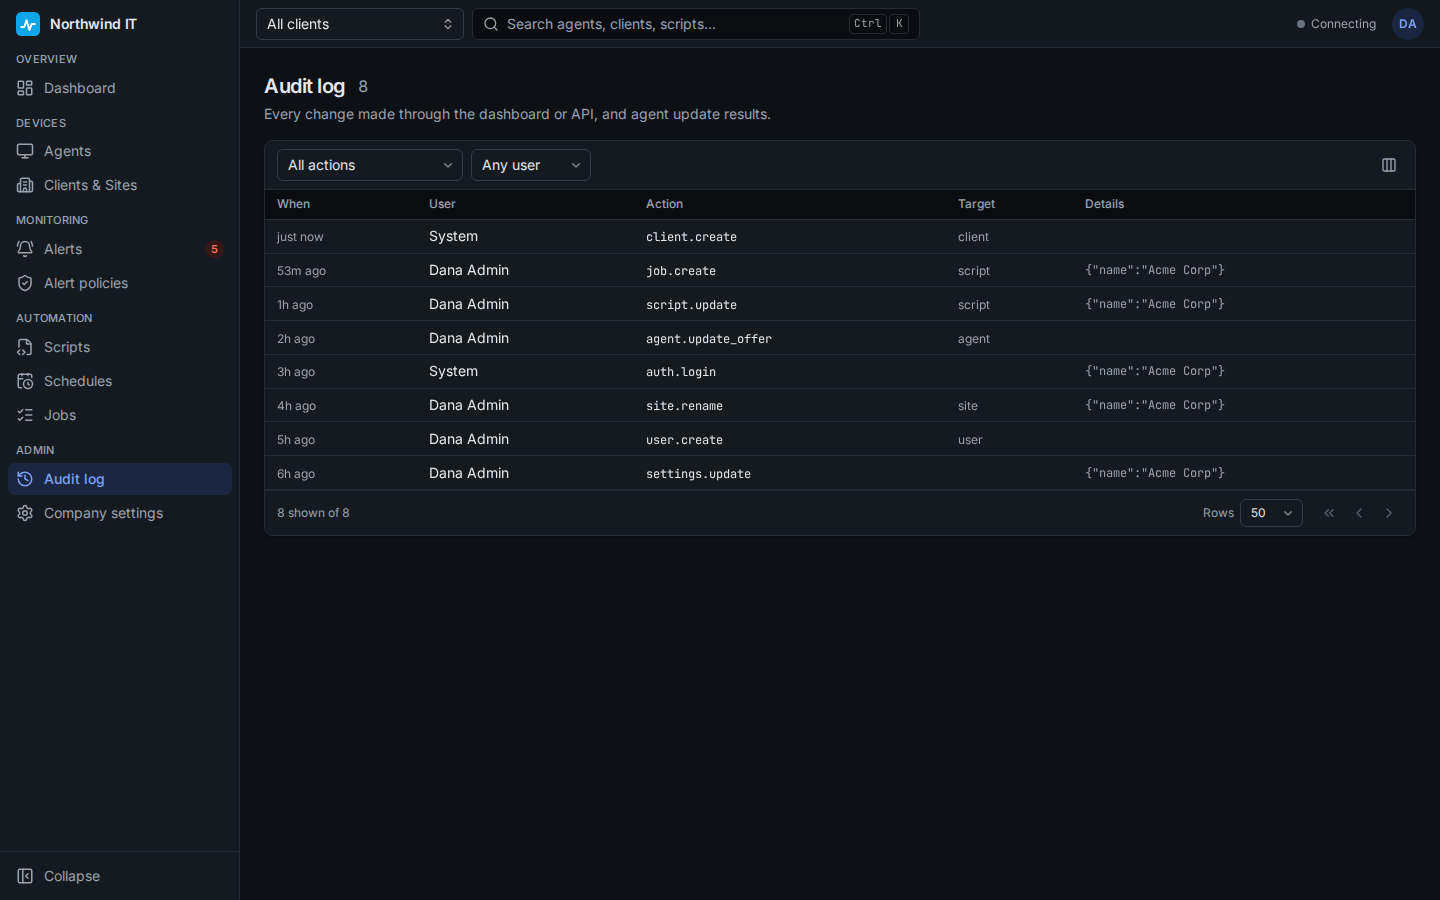 Northwind IT
All clients
Search agents, clients, scripts...
Ctrl K
Connecting
DA
OVERVIEW
Dashboard
DEVICES
Agents
Clients & Sites
MONITORING
Alerts 5
Alert policies
AUTOMATION
Scripts
Schedules
Jobs
ADMIN
Audit log
Company settings
Collapse
Audit log 8
Every change made through the dashboard or API, and agent update results.
All actions Any user
When User Action Target Details
just now System client.create client
53m ago Dana Admin job.create script {"name":"Acme Corp"}
1h ago Dana Admin script.update script {"name":"Acme Corp"}
2h ago Dana Admin agent.update_offer agent
3h ago System auth.login {"name":"Acme Corp"}
4h ago Dana Admin site.rename site {"name":"Acme Corp"}
5h ago Dana Admin user.create user
6h ago Dana Admin settings.update {"name":"Acme Corp"}
8 shown of 8 Rows 50